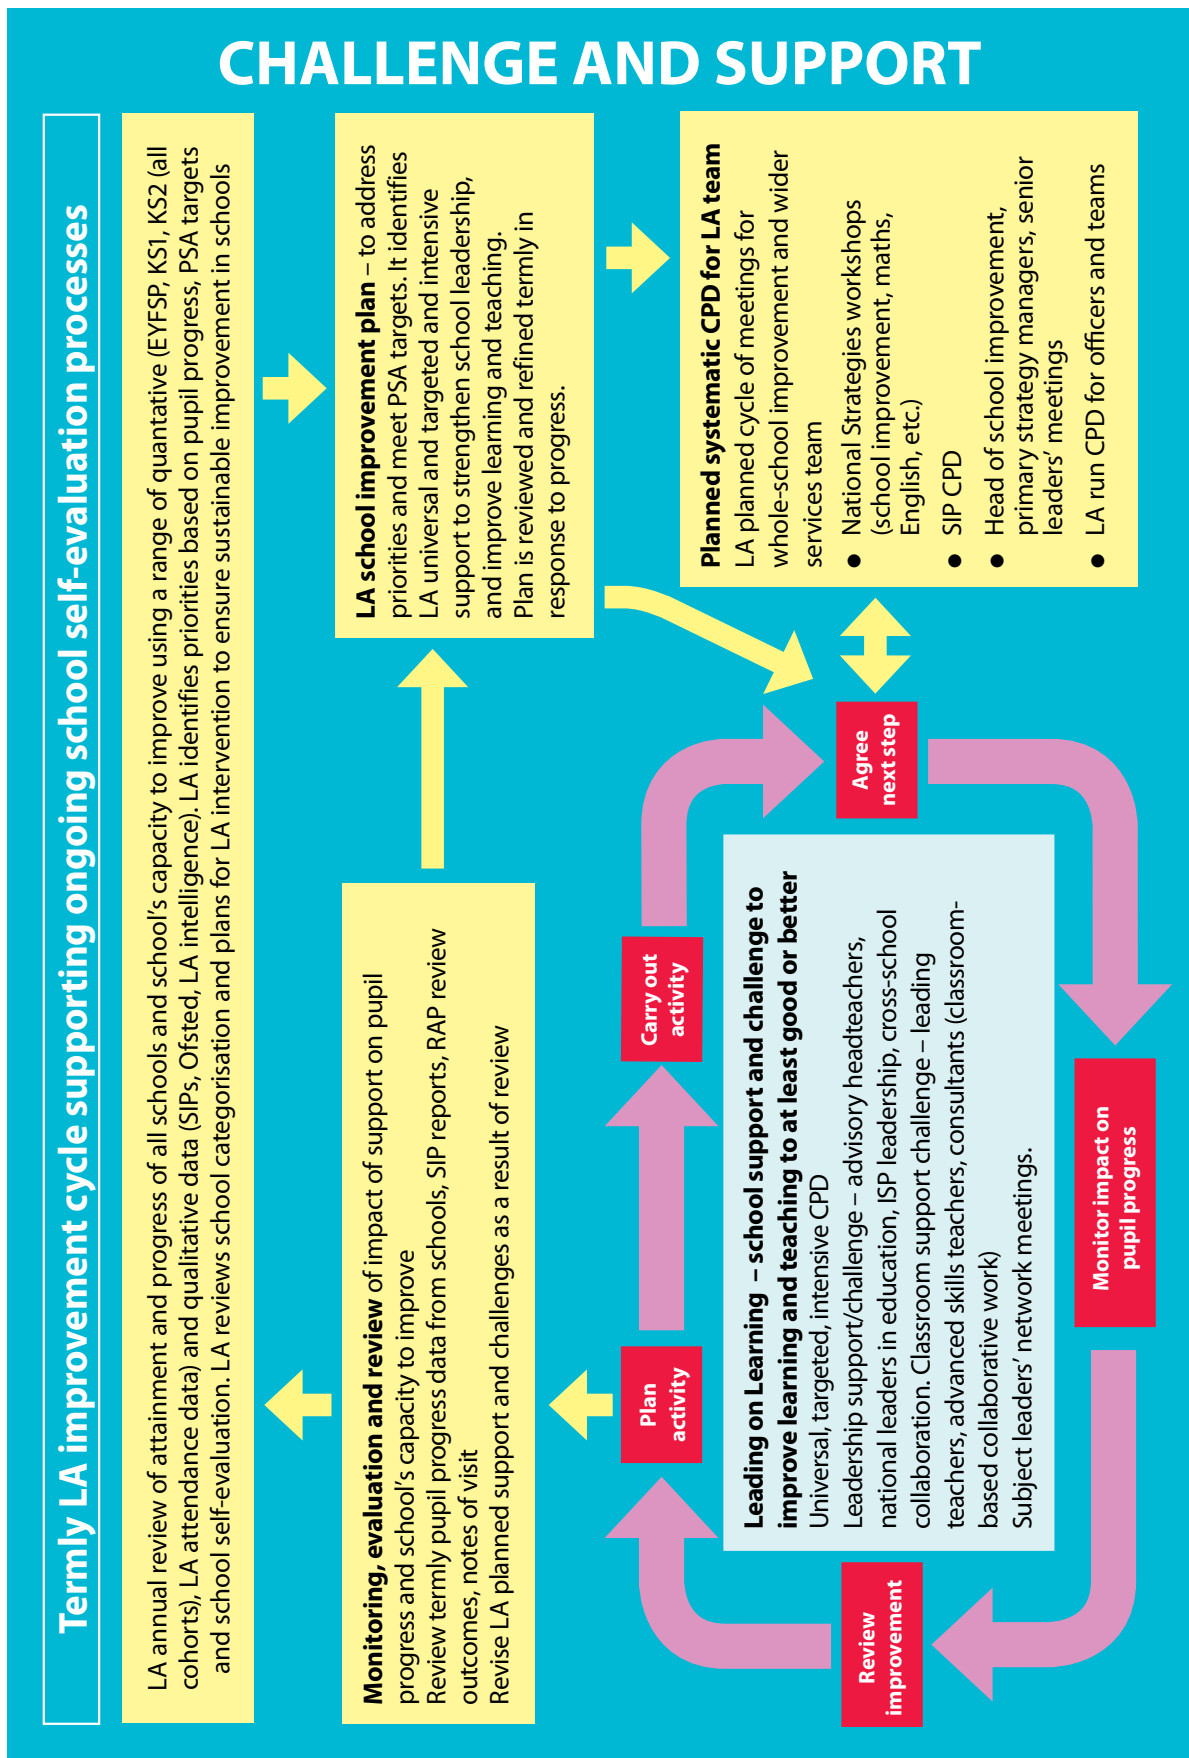 CHALLENGE AND SUPPORT
Termly LA improvement cycle supporting ongoing school self-evaluation processes
LA annual review of attainment and progress of all schools and school’s capacity to improve using a range of quantative (EYFSP, KS1, KS2 (all
cohorts), LA attendance data) and qualitative data (SIPs, Ofsted, LA intelligence). LA identifies priorities based on pupil progress, PSA targets
and school self-evaluation. LA reviews school categorisation and plans for LA intervention to ensure sustainable improvement in schools
Monitoring, evaluation and review of impact of support on pupil
progress and school’s capacity to improve
Review termly pupil progress data from schools, SIP reports, RAP review
outcomes, notes of visit
Revise LA planned support and challenges as a result of review
LA school improvement plan – to address
priorities and meet PSA targets. It identifies
LA universal and targeted and intensive
support to strengthen school leadership,
and improve learning and teaching.
Plan is reviewed and refined termly in
response to progress.
Planned systematic CPD for LA team
LA planned cycle of meetings for
whole-school improvement and wider
services team
● National Strategies workshops
(school improvement, maths,
English, etc.)
● SIP CPD
● Head of school improvement,
primary strategy managers, senior
leaders’ meetings
● LA run CPD for officers and teams
Plan
activity
Carry out
activity
Agree
next step
Monitor impact on
pupil progress
Review
improvement
Leading on Learning – school support and challenge to
improve learning and teaching to at least good or better
Universal, targeted, intensive CPD
Leadership support/challenge – advisory headteachers,
national leaders in education, ISP leadership, cross-school
collaboration. Classroom support challenge – leading
teachers, advanced skills teachers, consultants (classroom-
based collaborative work)
Subject leaders’ network meetings.